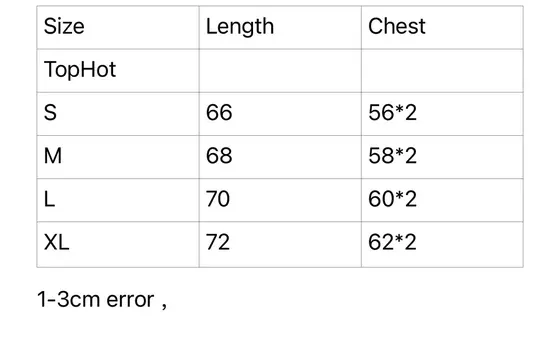 Size Length Chest
TopHot
S 66 56*2
M 68 58*2
L 70 60*2
XL 72 62*2
1-3cm error ，